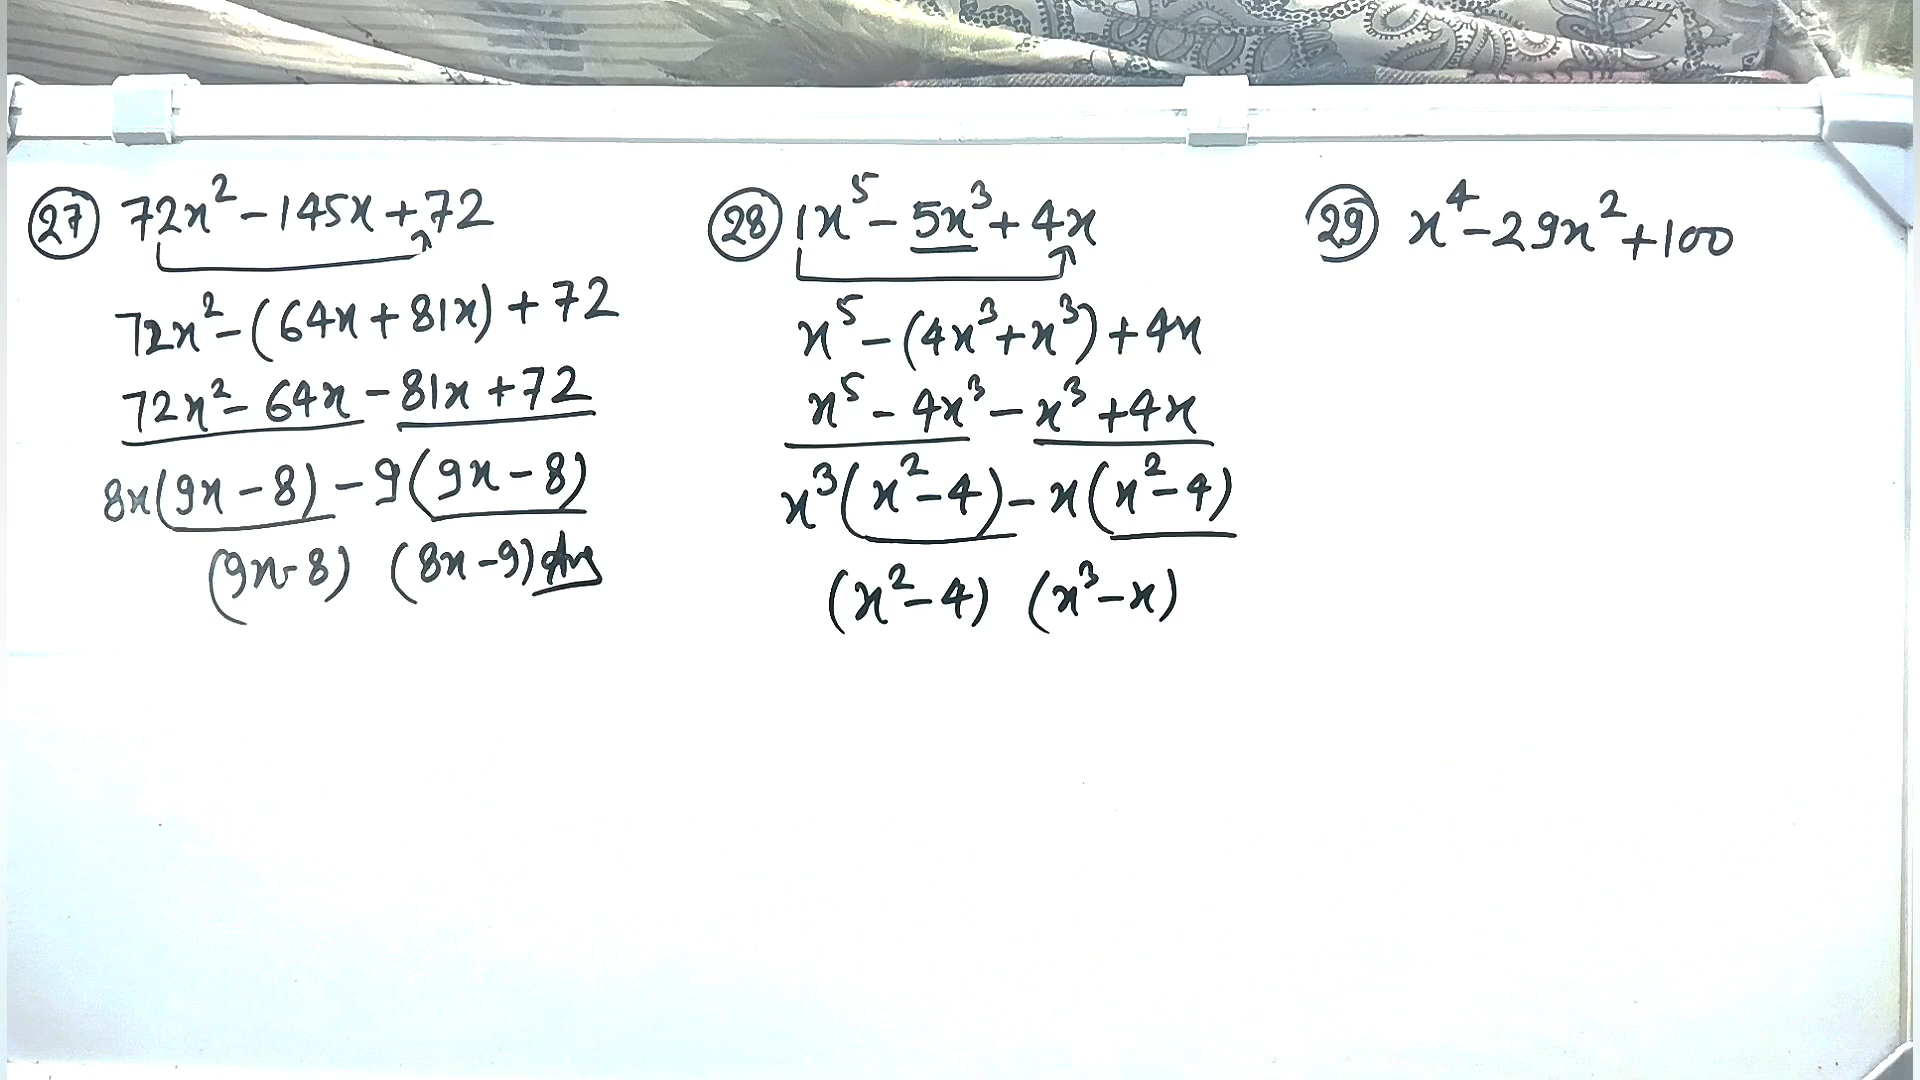 27 72x² - 145x + 72
72x² - (64x + 81x) + 72
72x² - 64x - 81x + 72
8x(9x - 8) - 9(9x - 8)
(9x - 8) (8x - 9) Ans
28 1x⁵ - 5x³ + 4x
x⁵ - (4x³ + x³) + 4x
x⁵ - 4x³ - x³ + 4x
x³(x² - 4) - x(x² - 4)
(x² - 4) (x³ - x)
29 x⁴ - 29x² + 100